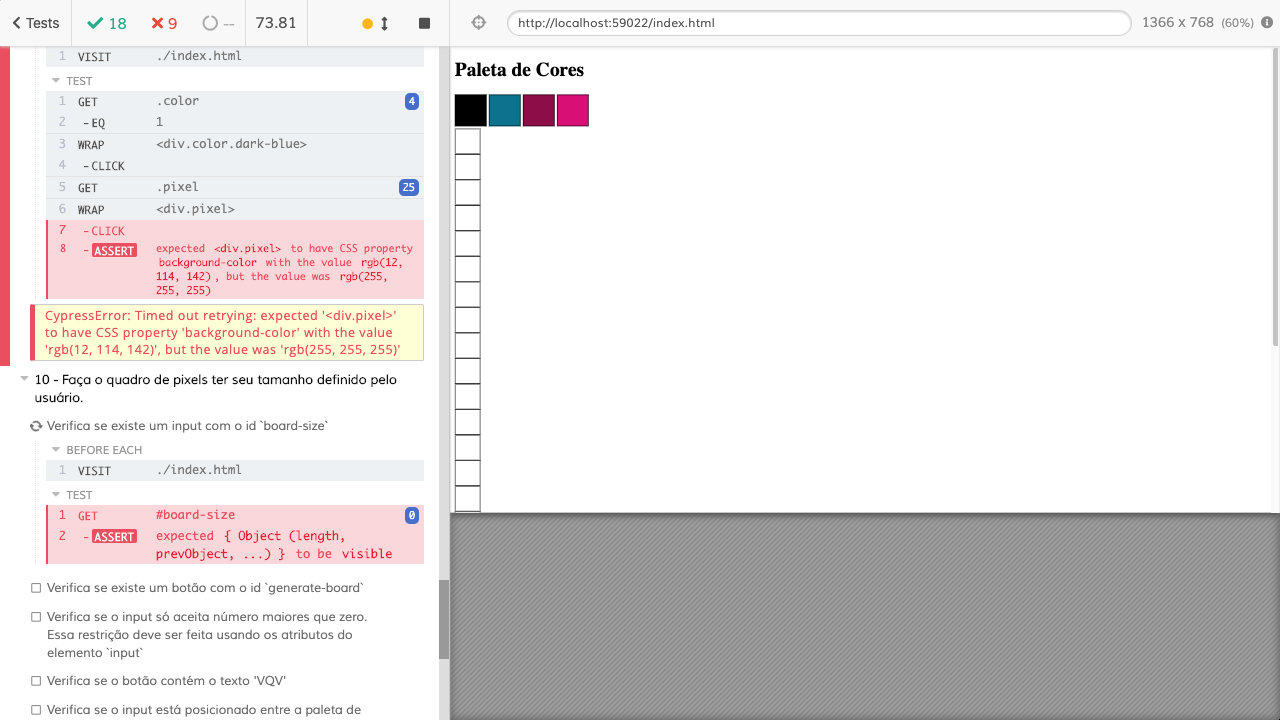 Tests 18 9 -- 73.81 http://localhost:59022/index.html 1366 x 768 (60%)
1 VISIT ./index.html
TEST
1 GET .color 4
2 -EQ 1
3 WRAP <div.color.dark-blue>
4 -CLICK
5 GET .pixel 25
6 WRAP <div.pixel>
7 -CLICK
8 -ASSERT expected <div.pixel> to have CSS property
background-color with the value rgb(12,
114, 142), but the value was rgb(255,
255, 255)
CypressError: Timed out retrying: expected '<div.pixel>'
to have CSS property 'background-color' with the value
'rgb(12, 114, 142)', but the value was 'rgb(255, 255, 255)'
10 - Faça o quadro de pixels ter seu tamanho definido pelo
usuário.
Verifica se existe um input com o id `board-size`
BEFORE EACH
1 VISIT ./index.html
TEST
1 GET #board-size 0
2 -ASSERT expected { Object (length,
prevObject, ...) } to be visible
Verifica se existe um botão com o id `generate-board`
Verifica se o input só aceita número maiores que zero.
Essa restrição deve ser feita usando os atributos do
elemento `input`
Verifica se o botão contém o texto 'VQV'
Verifica se o input está posicionado entre a paleta de
Paleta de Cores